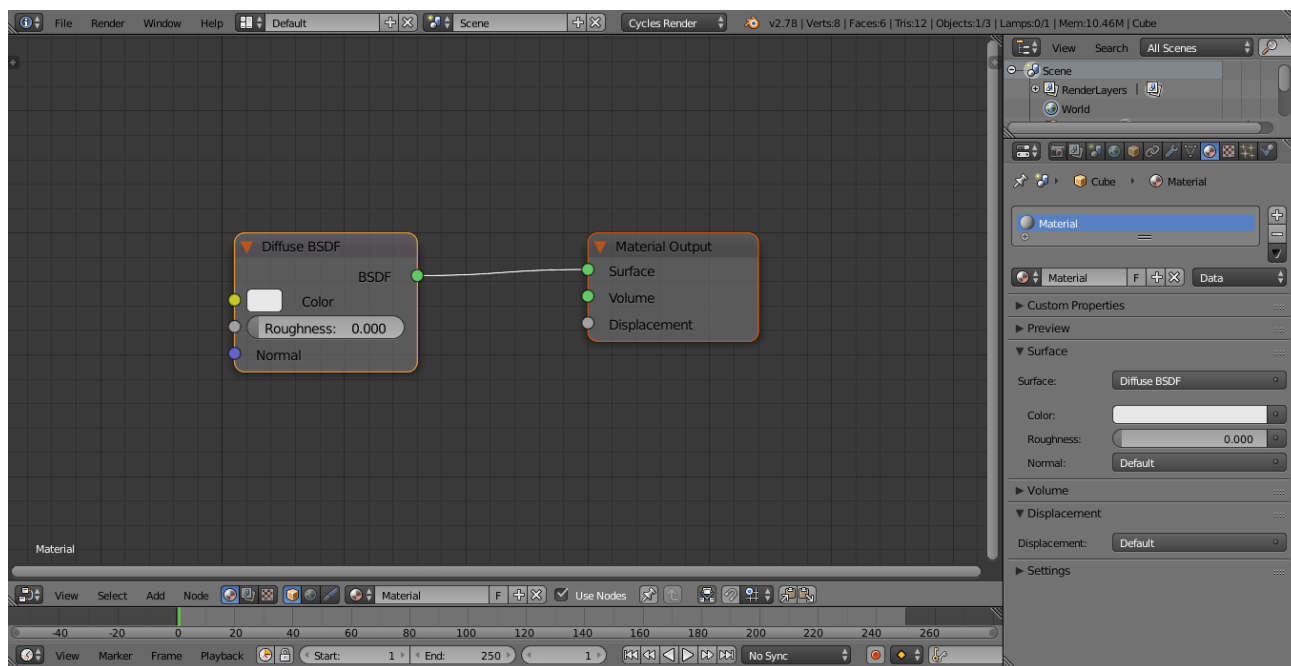 File Render Window Help Default Scene Cycles Render v2.78 | Verts:8 | Faces:6 | Tris:12 | Objects:1/3 | Lamps:0/1 | Mem:10.46M | Cube
View Search All Scenes
Scene
RenderLayers |
World
Cube Material
Material
Material F Data
Custom Properties
Preview
Surface
Surface: Diffuse BSDF
Color:
Roughness: 0.000
Normal: Default
Volume
Displacement
Displacement: Default
Settings
Diffuse BSDF
BSDF
Color
Roughness: 0.000
Normal
Material Output
Surface
Volume
Displacement
Material
View Select Add Node Material F Use Nodes
-40 -20 0 20 40 60 80 100 120 140 160 180 200 220 240 260
View Marker Frame Playback Start: 1 End: 250 1 No Sync